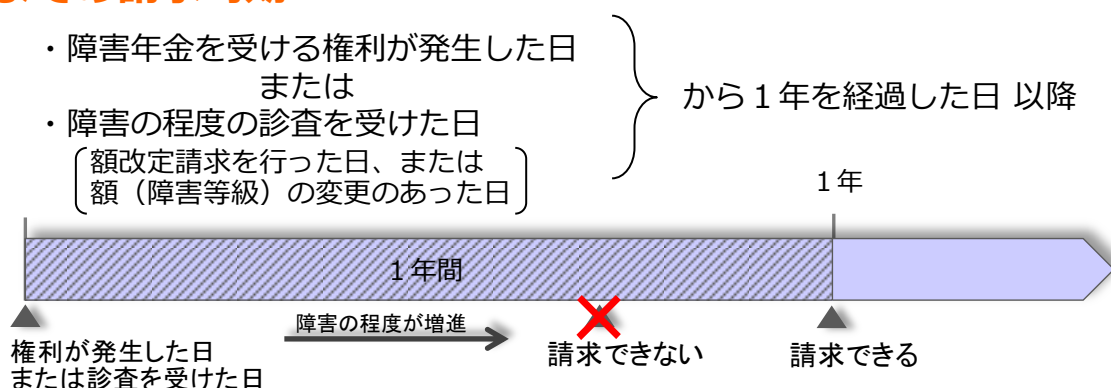 ・障害年金を受ける権利が発生した日
または
・障害の程度の診査を受けた日
額改定請求を行った日、または
額（障害等級）の変更のあった日
から１年を経過した日 以降
１年
１年間
障害の程度が増進
権利が発生した日
または診査を受けた日
請求できない
請求できる